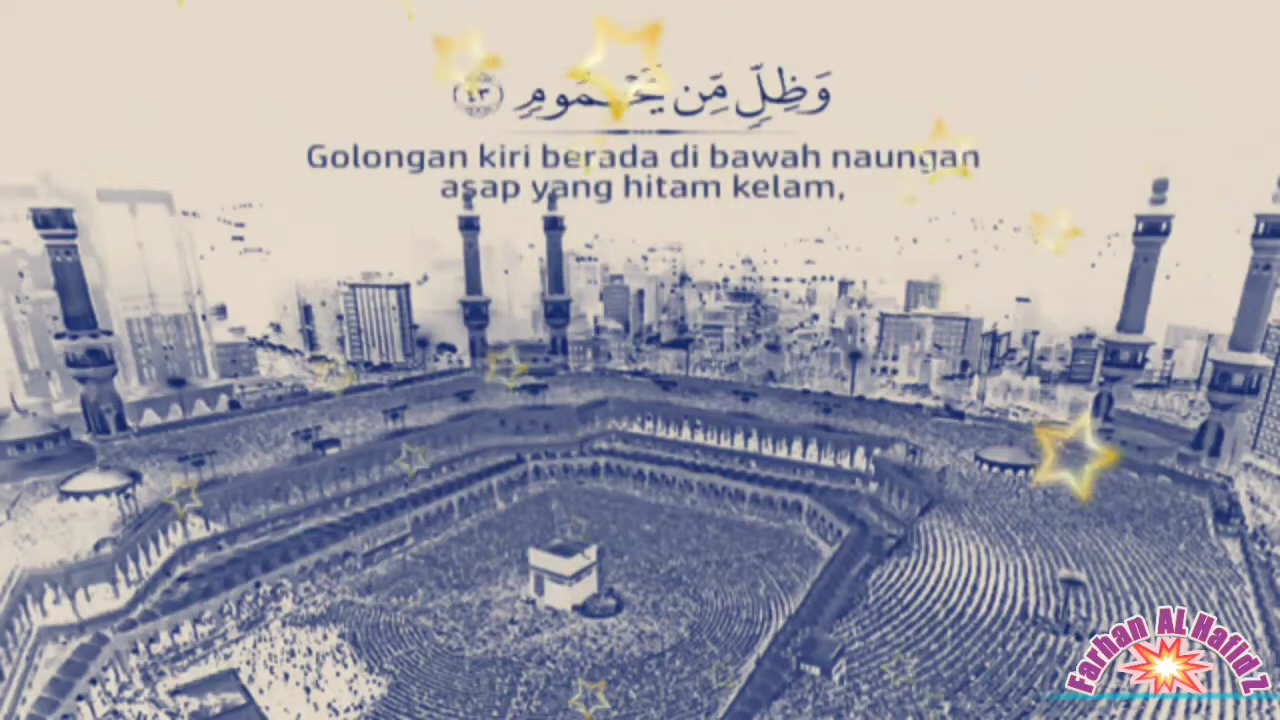 وَظِلٍّ مِّن يَحْمُومٍ ٤٣
Golongan kiri berada di bawah naungan
asap yang hitam kelam,
Farhan AL Hafidz